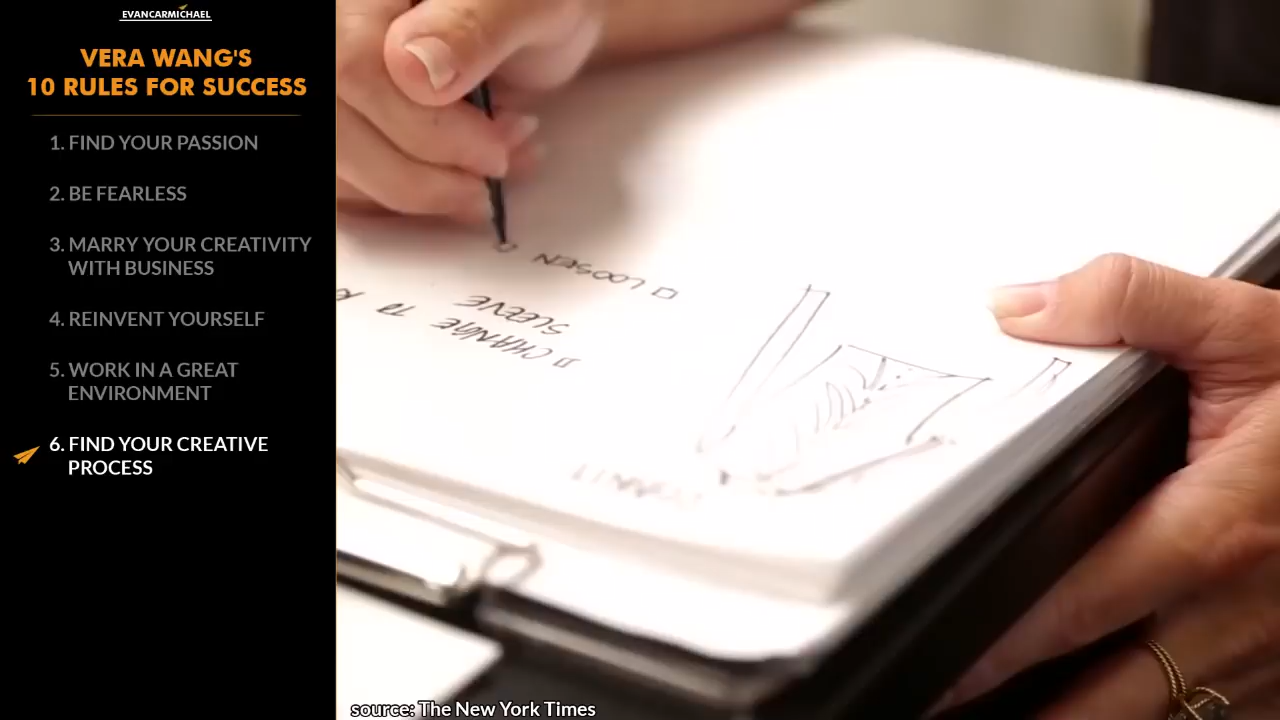 EVANCARMICHAEL
VERA WANG'S
10 RULES FOR SUCCESS
1. FIND YOUR PASSION
2. BE FEARLESS
3. MARRY YOUR CREATIVITY
WITH BUSINESS
4. REINVENT YOURSELF
5. WORK IN A GREAT
ENVIRONMENT
6. FIND YOUR CREATIVE
PROCESS
LOOSEN
CHANGE TO
SLEEVE
source: The New York Times